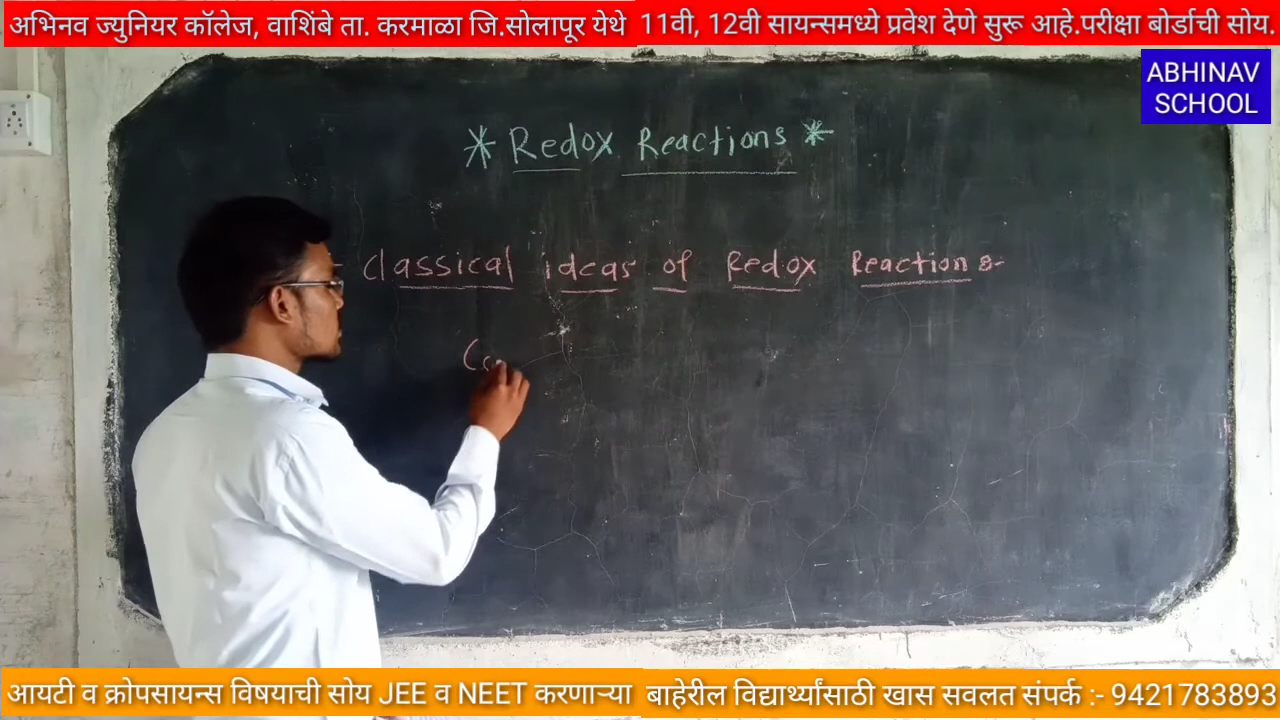 अभिनव ज्युनियर कॉलेज, वाशिंबे ता. करमाळा जि.सोलापूर येथे 11वी, 12वी सायन्समध्ये प्रवेश देणे सुरू आहे.परीक्षा बोर्डाची सोय.
ABHINAV
SCHOOL
* Redox Reactions *
- Classical ideas of Redox Reactions:-
आयटी व क्रोपसायन्स विषयाची सोय JEE व NEET करणाऱ्या बाहेरील विद्यार्थ्यांसाठी खास सवलत संपर्क :- 9421783893